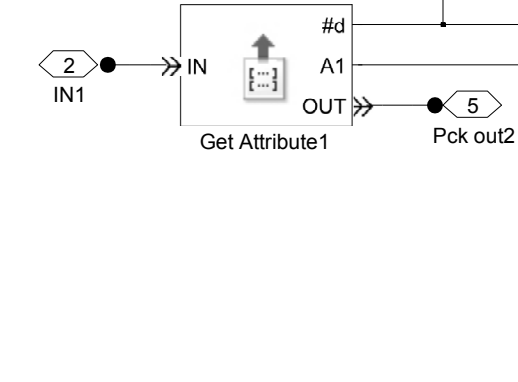 #d
2
IN
A1
IN1
[...]
OUT
5
Get Attribute1
Pck out2